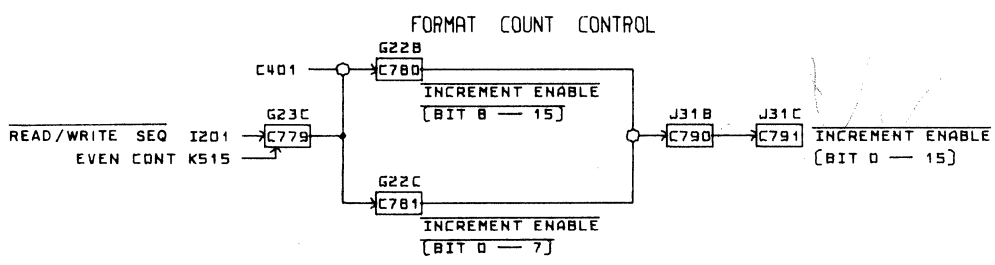 FORMAT COUNT CONTROL
G22B
C401
C780
INCREMENT ENABLE
(BIT 8 — 15)
G23C
READ/WRITE SEQ I201
C779
EVEN CONT K515
J31B
C790
J31C
C791
INCREMENT ENABLE
(BIT 0 — 15)
G22C
C781
INCREMENT ENABLE
(BIT 0 — 7)